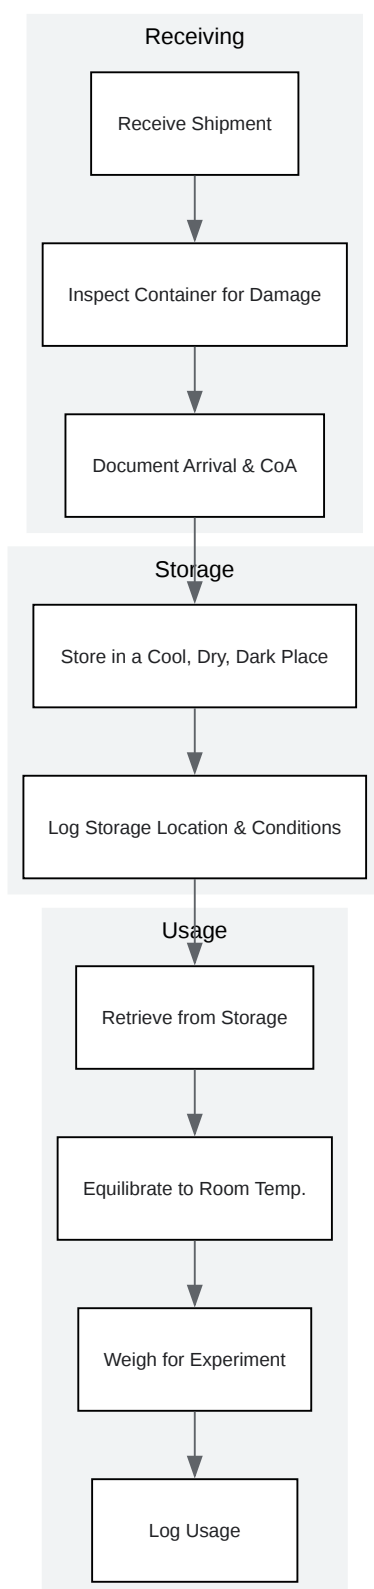 Receiving
Receive Shipment
Inspect Container for Damage
Document Arrival & CoA
Storage
Store in a Cool, Dry, Dark Place
Log Storage Location & Conditions
Usage
Retrieve from Storage
Equilibrate to Room Temp.
Weigh for Experiment
Log Usage